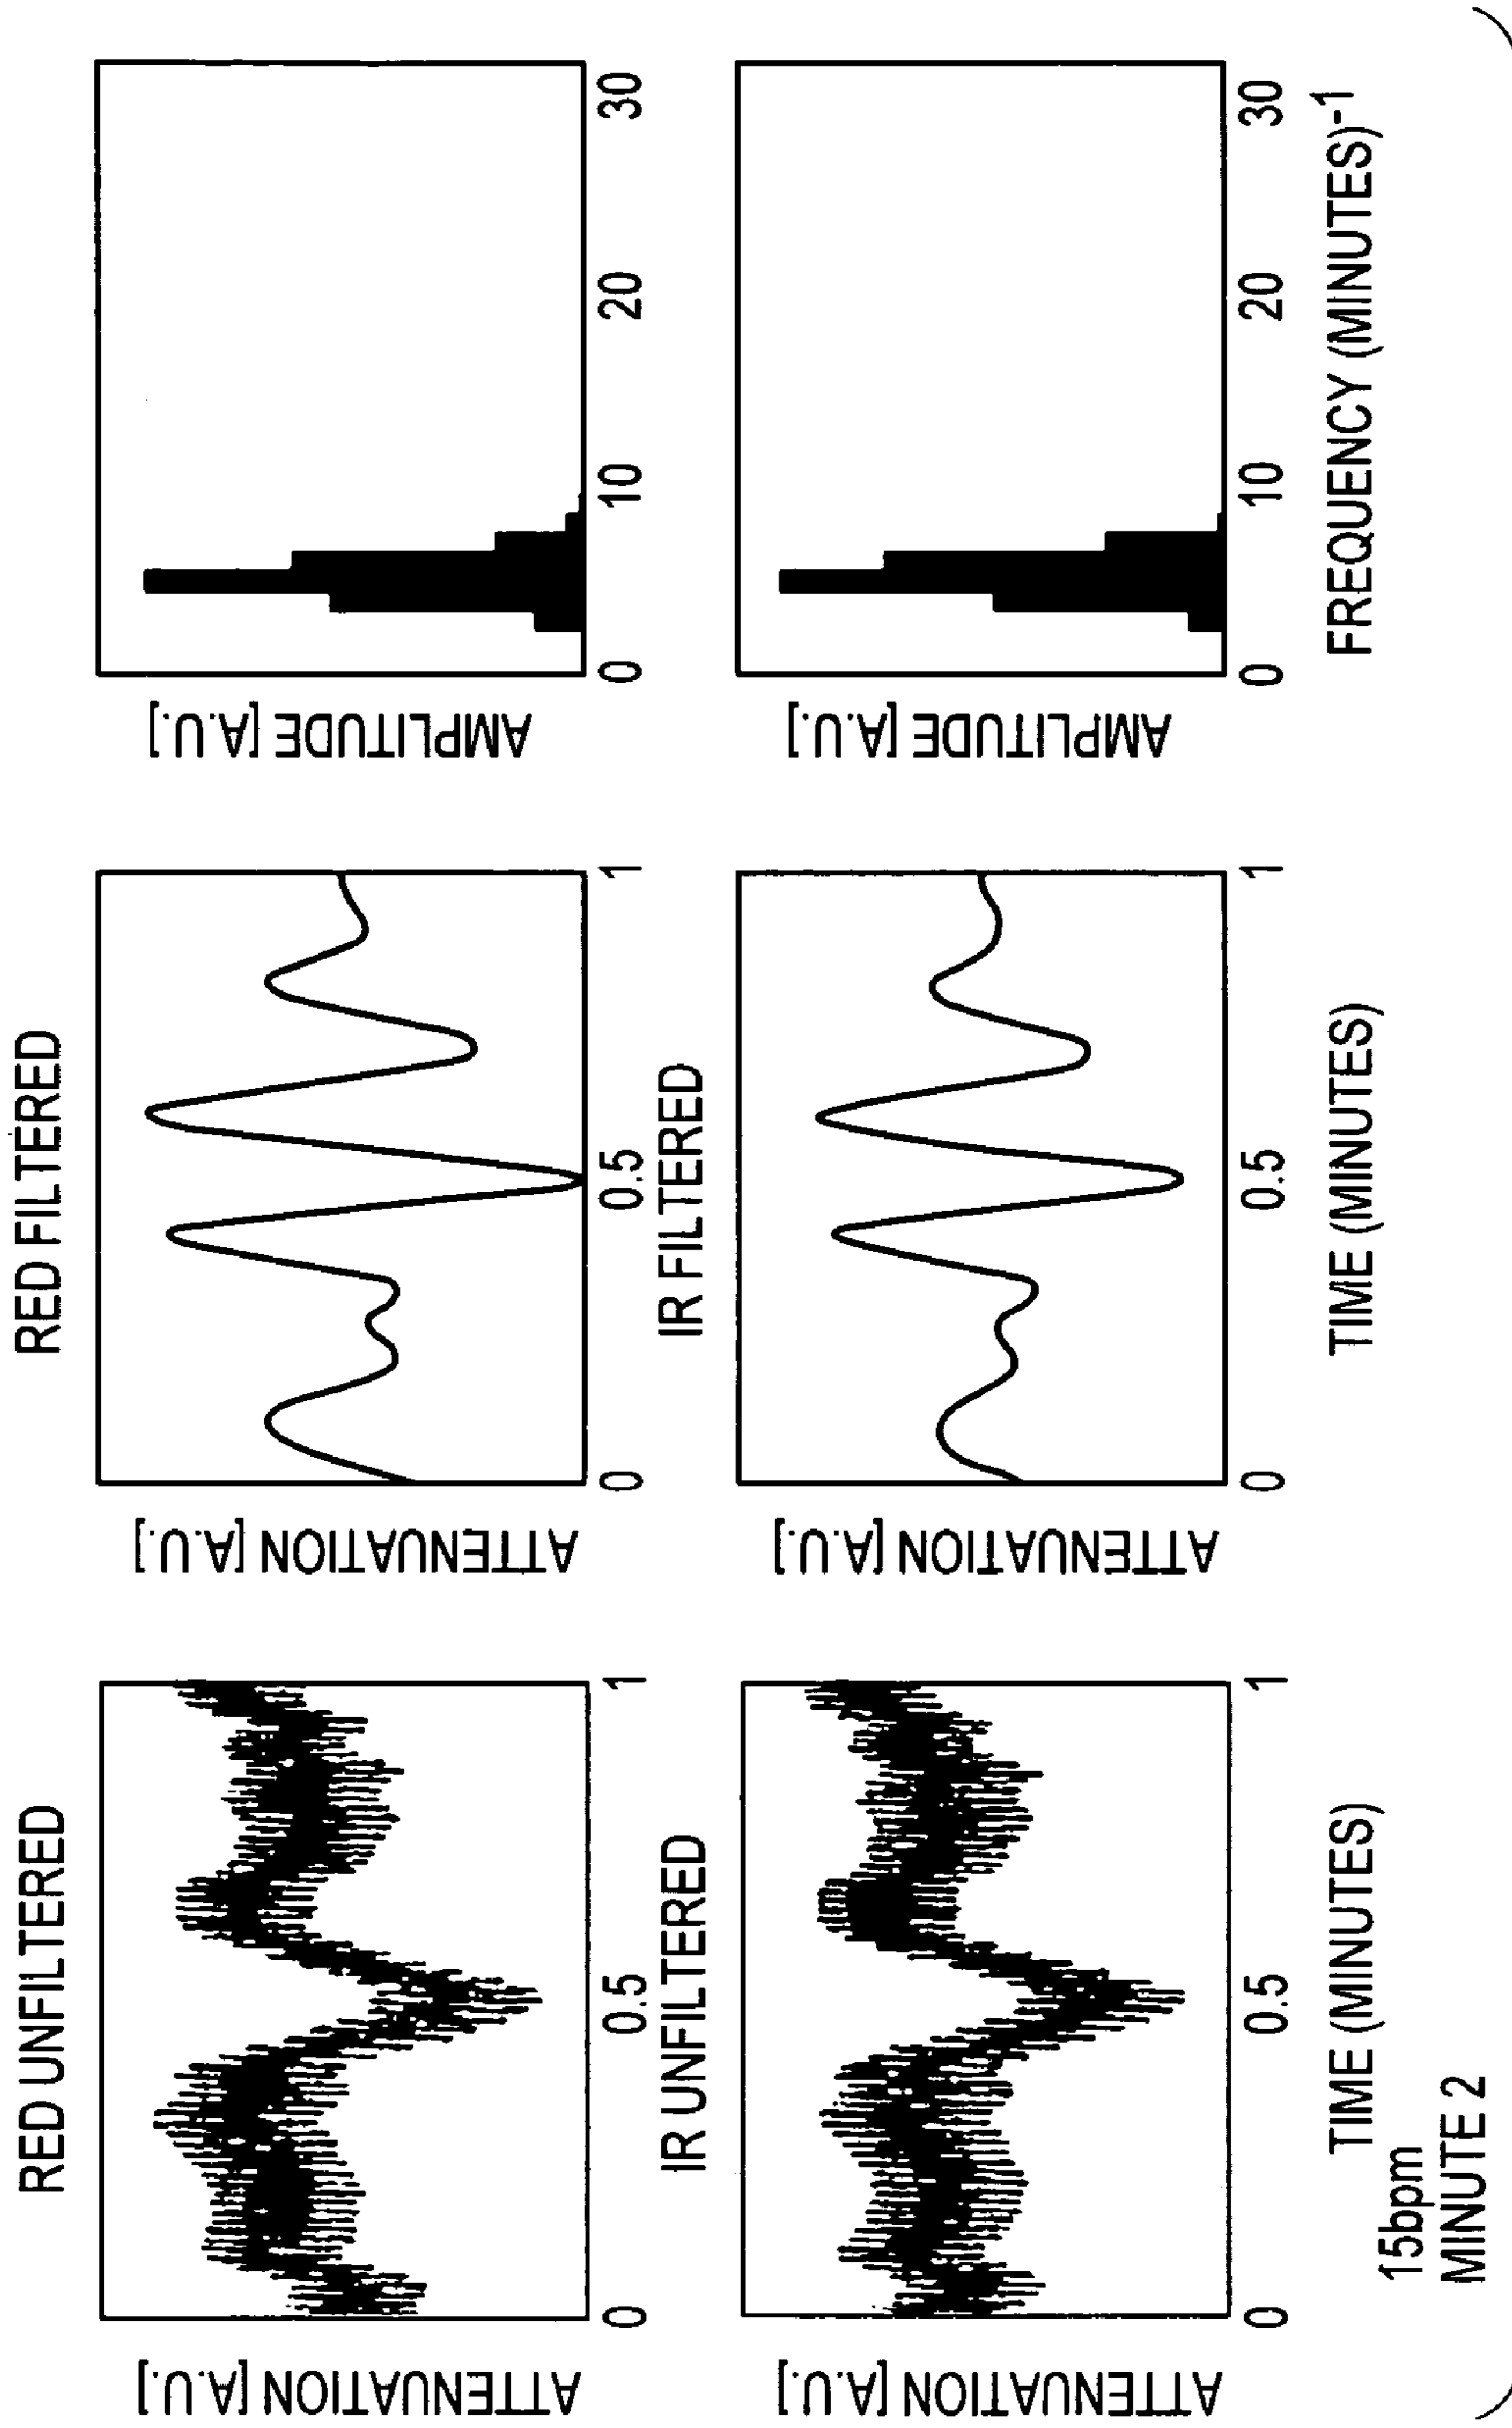 RED UNFILTERED
RED FILTERED
ATTENUATION [A.U.]
ATTENUATION [A.U.]
AMPLITUDE [A.U.]
0 0.5 1
0 0.5 1
0 10 20 30
IR UNFILTERED
IR FILTERED
ATTENUATION [A.U.]
ATTENUATION [A.U.]
AMPLITUDE [A.U.]
0 0.5 1
0 0.5 1
0 10 20 30
TIME (MINUTES)
TIME (MINUTES)
FREQUENCY (MINUTES)-1
15bpm
MINUTE 2